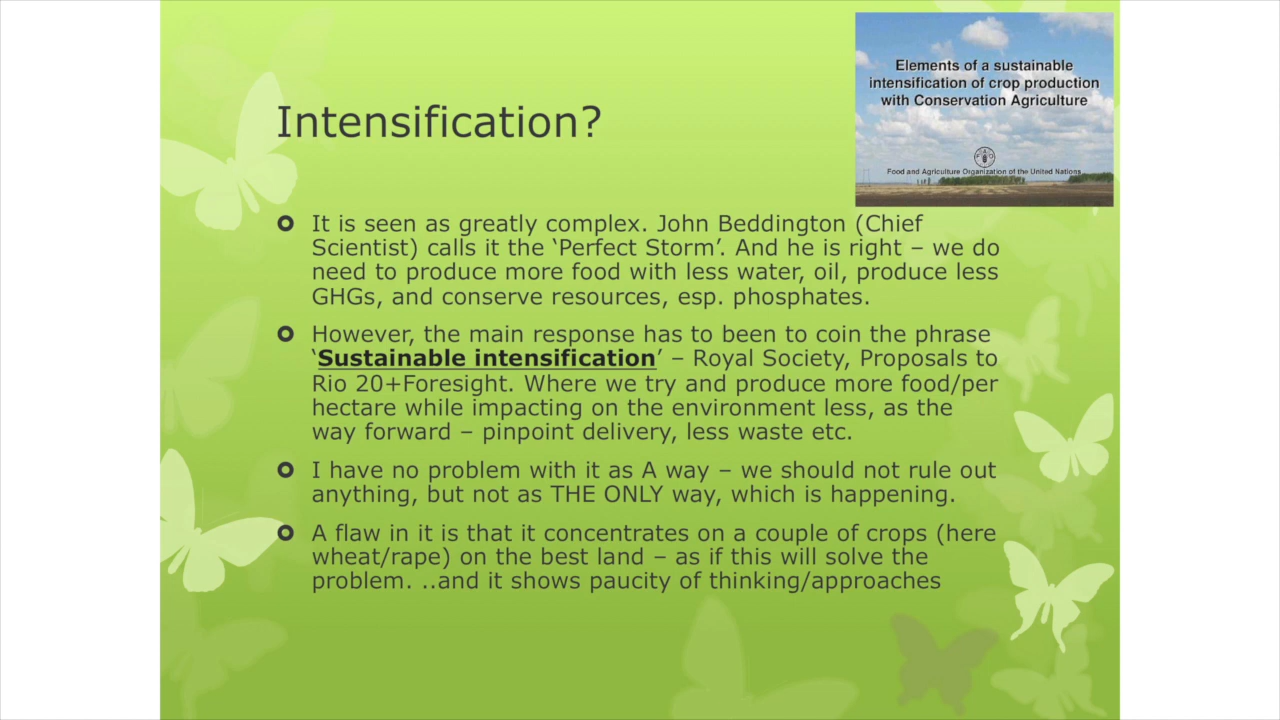 Elements of a sustainable
intensification of crop production
with Conservation Agriculture
FAO
Food and Agriculture Organization of the United Nations
Intensification?
It is seen as greatly complex. John Beddington (Chief
Scientist) calls it the ‘Perfect Storm’. And he is right – we do
need to produce more food with less water, oil, produce less
GHGs, and conserve resources, esp. phosphates.
However, the main response has to been to coin the phrase
‘Sustainable intensification’ – Royal Society, Proposals to
Rio 20+Foresight. Where we try and produce more food/per
hectare while impacting on the environment less, as the
way forward – pinpoint delivery, less waste etc.
I have no problem with it as A way – we should not rule out
anything, but not as THE ONLY way, which is happening.
A flaw in it is that it concentrates on a couple of crops (here
wheat/rape) on the best land – as if this will solve the
problem. ..and it shows paucity of thinking/approaches